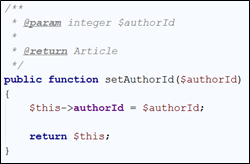 /**
 * @param integer $authorId
 *
 * @return Article
 */
public function setAuthorId($authorId)
{
    $this->authorId = $authorId;

    return $this;
}